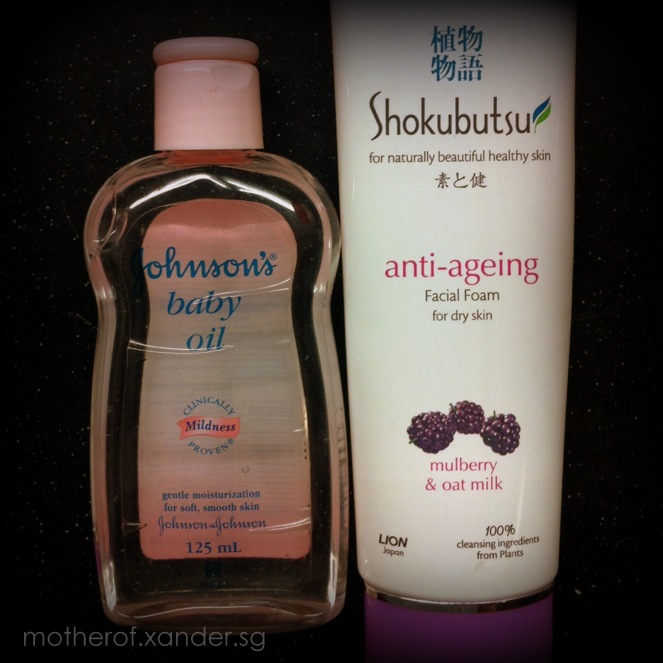 Johnson's®
baby
oil
CLINICALLY
Mildness
PROVEN®
gentle moisturization
for soft, smooth skin
Johnson & Johnson
125 mL
植物
物語
Shokubutsu
for naturally beautiful healthy skin
素と健
anti-ageing
Facial Foam
for dry skin
mulberry
& oat milk
LION
Japan
100%
cleansing ingredients
from Plants
motherof.xander.sg